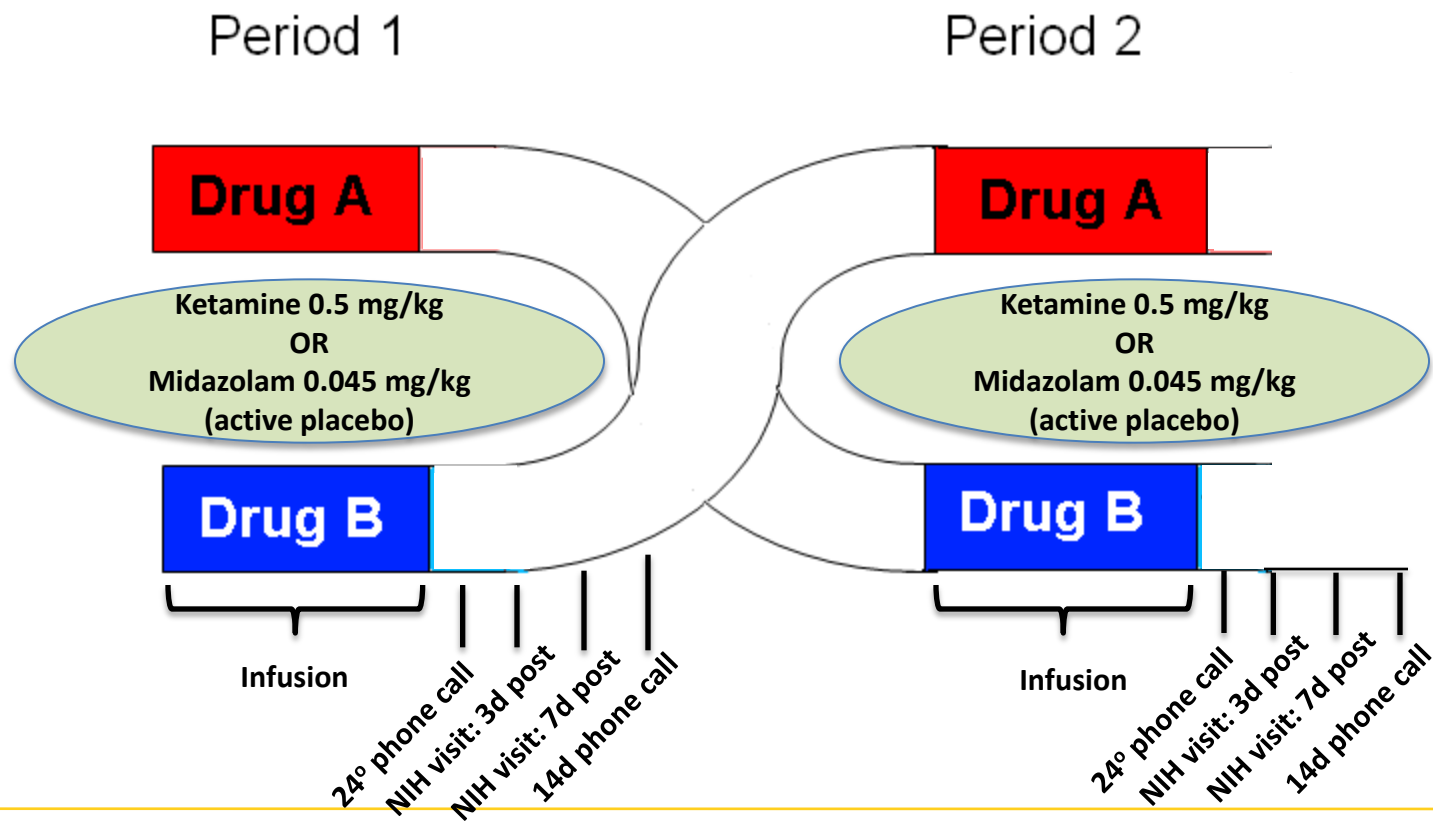 Period 1
Period 2
Drug A
Drug A
Ketamine 0.5 mg/kg
OR
Midazolam 0.045 mg/kg
(active placebo)
Ketamine 0.5 mg/kg
OR
Midazolam 0.045 mg/kg
(active placebo)
Drug B
Drug B
Infusion
24º phone call
NIH visit: 3d post
NIH visit: 7d post
14d phone call
Infusion
24º phone call
NIH visit: 3d post
NIH visit: 7d post
14d phone call